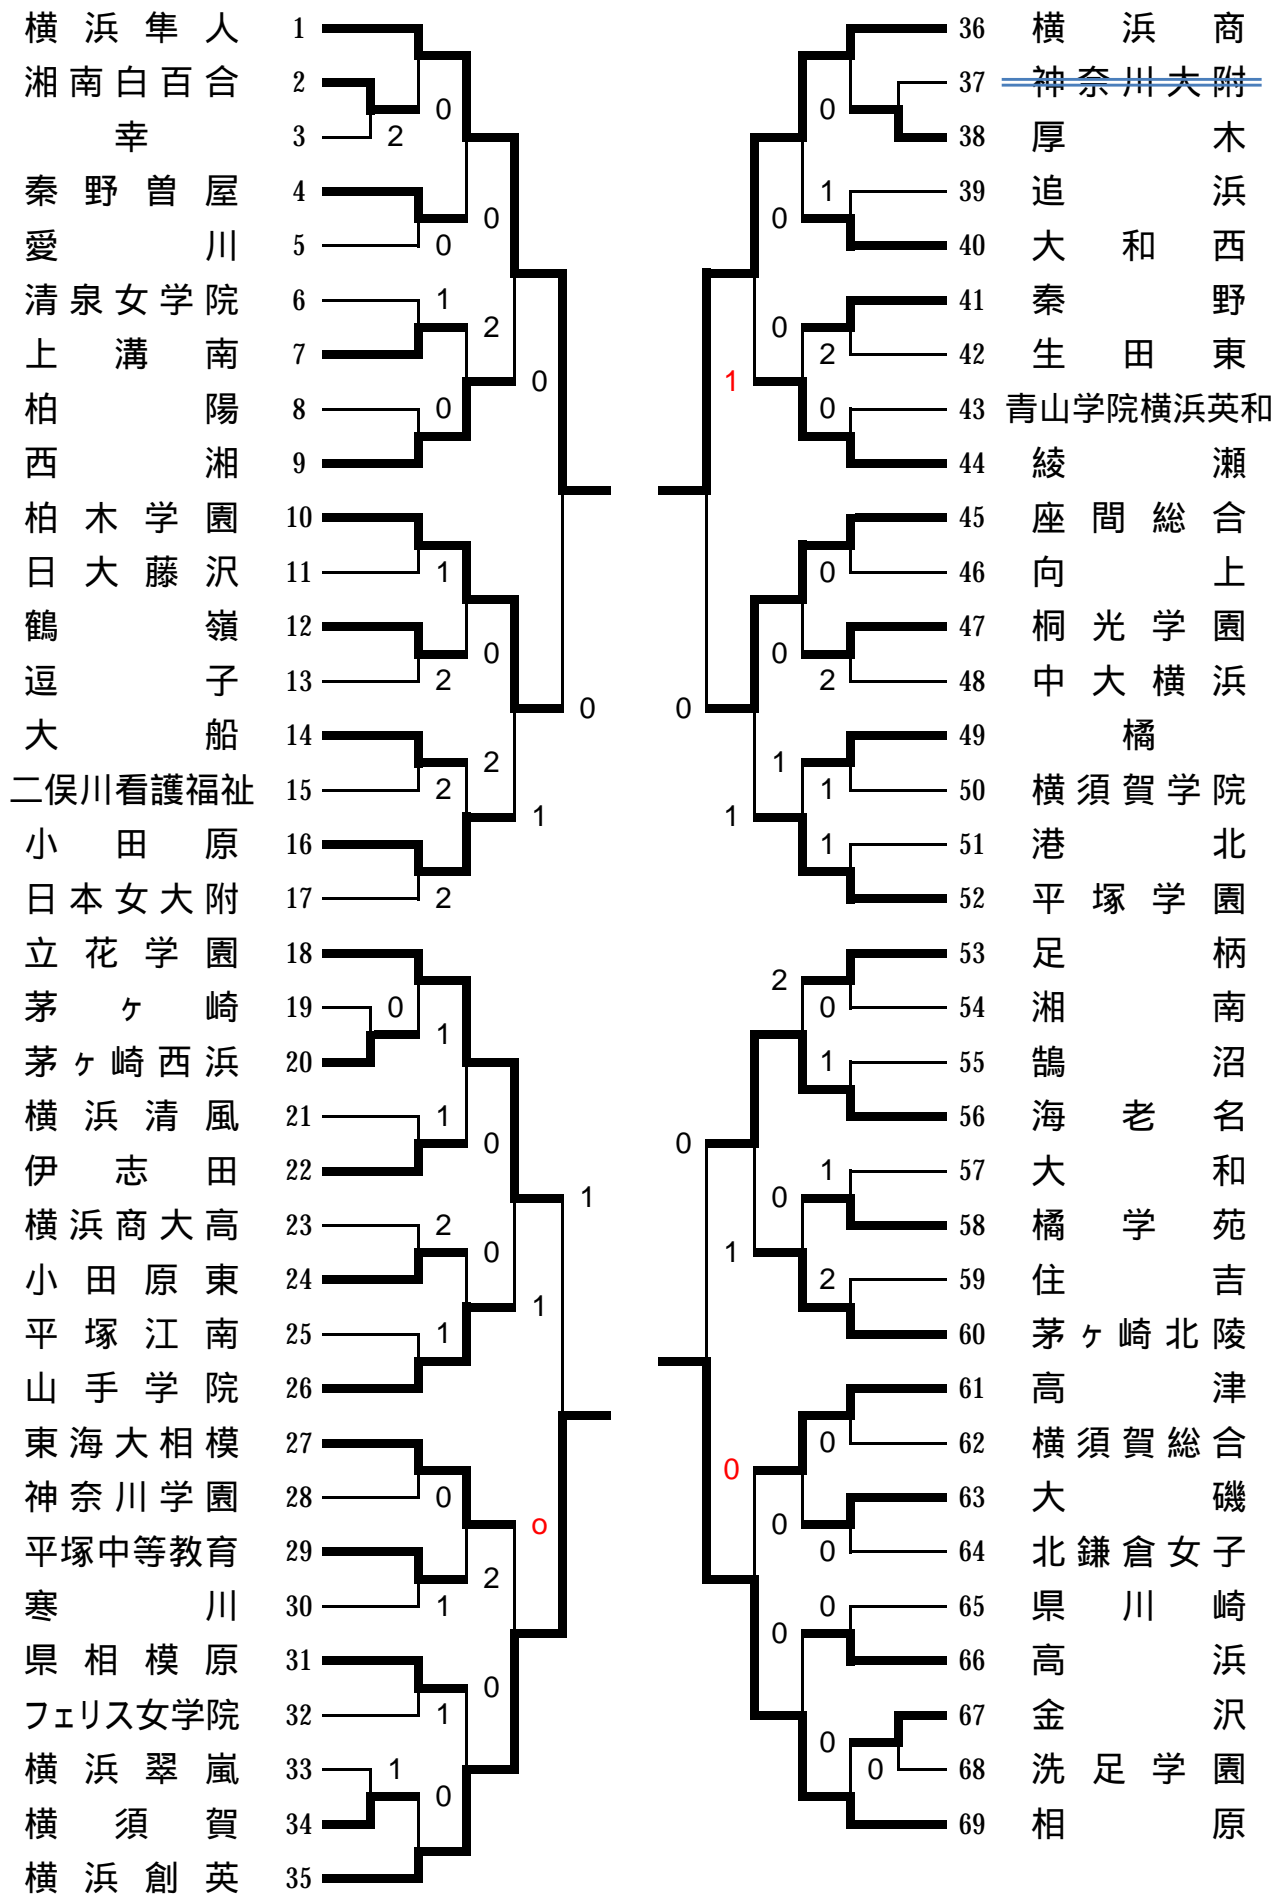 横浜隼人 1
湘南白百合 2
0
幸 3
2
秦野曽屋 4
0
愛川 5
0
清泉女学院 6
1
2
上溝南 7
0
柏陽 8
0
西湘 9
柏木学園 10
日大藤沢 11
1
鶴嶺 12
0
逗子 13
2
0
大船 14
2
二俣川看護福祉 15
2
1
小田原 16
日本女大附 17
2
立花学園 18
茅ヶ崎 19
0
1
茅ヶ崎西浜 20
横浜清風 21
1
0
伊志田 22
1
横浜商大高 23
2
0
小田原東 24
1
平塚江南 25
1
山手学院 26
東海大相模 27
神奈川学園 28
0
o
平塚中等教育 29
2
寒川 30
1
県相模原 31
0
フェリス女学院 32
1
横浜翠嵐 33
1
0
横須賀 34
横浜創英 35
36 横浜商
37 神奈川大附
0
38 厚木
1
39 追浜
0
40 大和西
41 秦野
0
2
42 生田東
1
0
43 青山学院横浜英和
44 綾瀬
45 座間総合
0
46 向上
47 桐光学園
0
2
48 中大横浜
0
49 橘
1
1
50 横須賀学院
1
1
51 港北
52 平塚学園
53 足柄
2
0
54 湘南
1
55 鵠沼
56 海老名
0
1
57 大和
0
58 橘学苑
1
2
59 住吉
60 茅ヶ崎北陵
61 高津
0
62 横須賀総合
0
63 大磯
0
0
64 北鎌倉女子
0
65 県川崎
0
66 高浜
67 金沢
0
0
68 洗足学園
69 相原